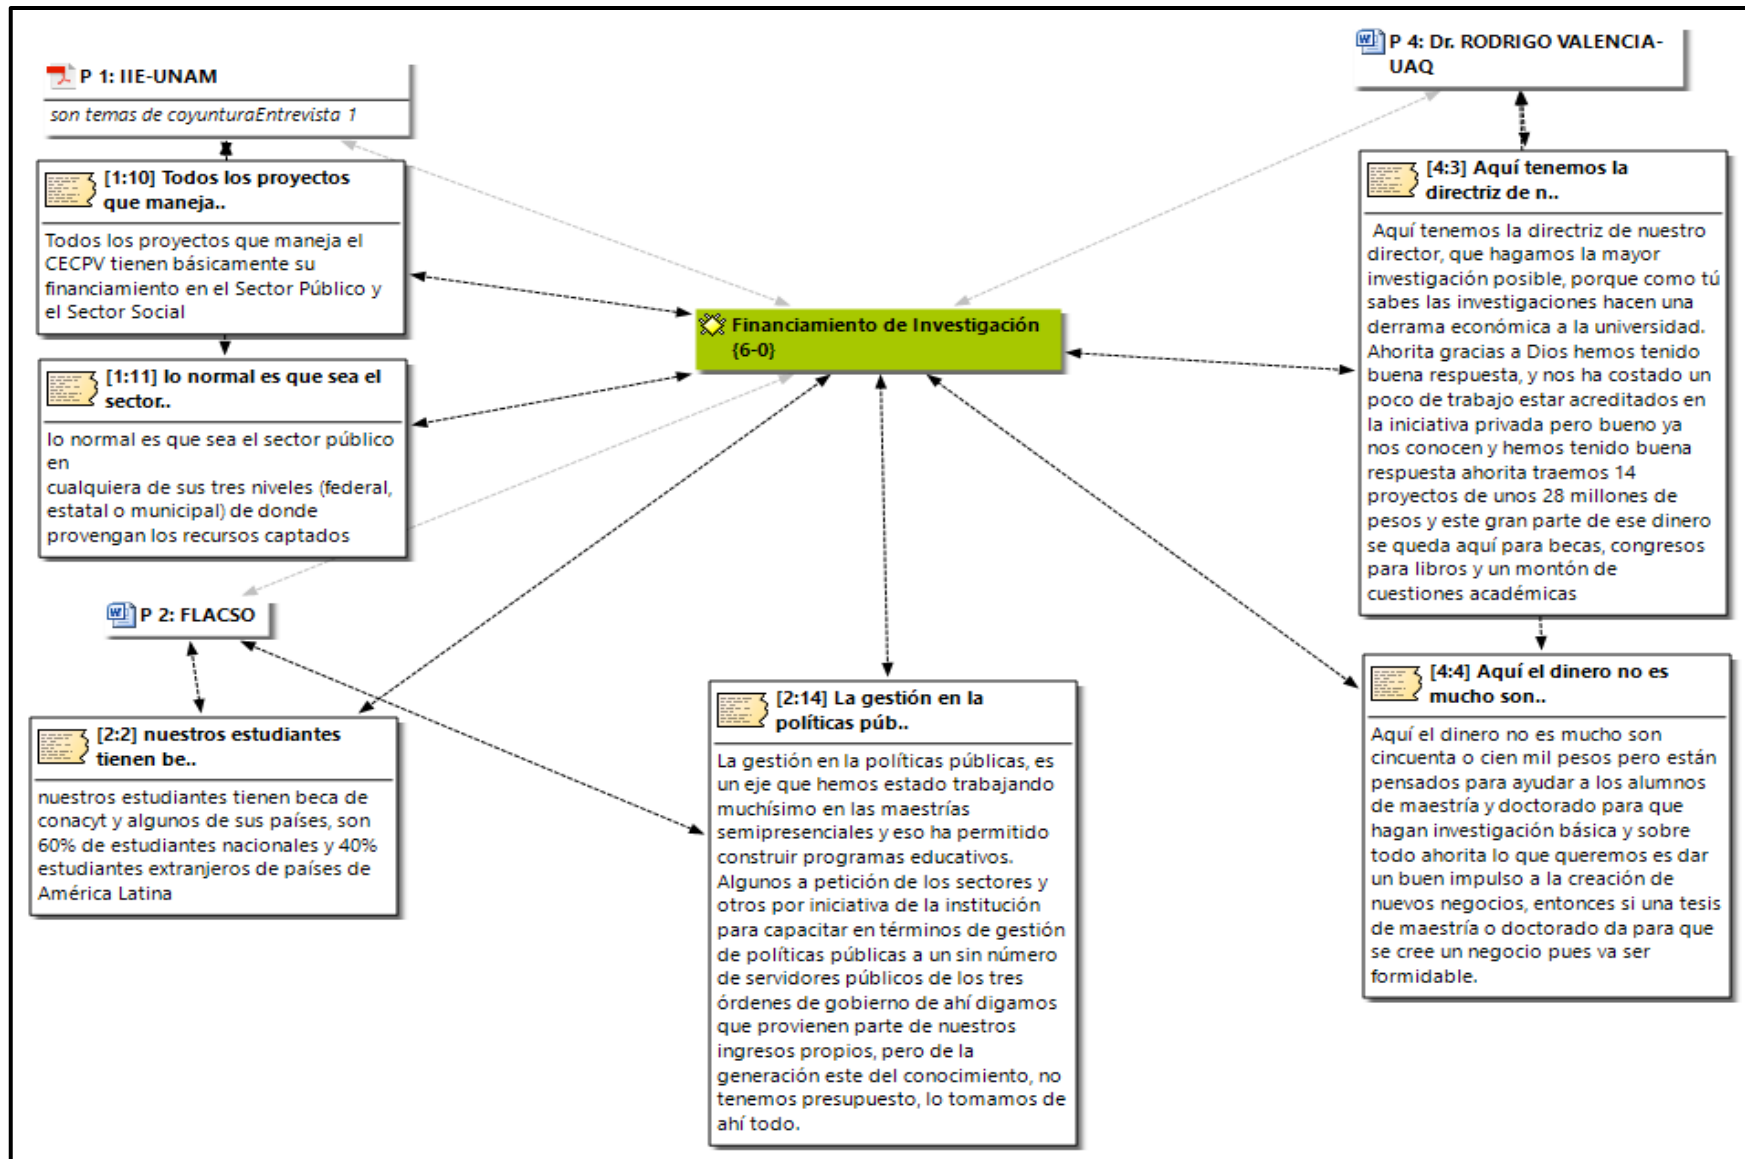 P 1: IIE-UNAM
son temas de coyunturaEntrevista 1
[1:10] Todos los proyectos
que maneja..
Todos los proyectos que maneja el
CECPV tienen básicamente su
financiamiento en el Sector Público y
el Sector Social
[1:11] lo normal es que sea el
sector..
lo normal es que sea el sector público
en
cualquiera de sus tres niveles (federal,
estatal o municipal) de donde
provengan los recursos captados
P 2: FLACSO
[2:2] nuestros estudiantes
tienen be..
nuestros estudiantes tienen beca de
conacyt y algunos de sus países, son
60% de estudiantes nacionales y 40%
estudiantes extranjeros de países de
América Latina
Financiamiento de Investigación
{6-0}
[2:14] La gestión en la
políticas púb..
La gestión en la políticas públicas, es
un eje que hemos estado trabajando
muchísimo en las maestrías
semipresenciales y eso ha permitido
construir programas educativos.
Algunos a petición de los sectores y
otros por iniciativa de la institución
para capacitar en términos de gestión
de políticas públicas a un sin número
de servidores públicos de los tres
órdenes de gobierno de ahí digamos
que provienen parte de nuestros
ingresos propios, pero de la
generación este del conocimiento, no
tenemos presupuesto, lo tomamos de
ahí todo.
P 4: Dr. RODRIGO VALENCIA-
UAQ
[4:3] Aquí tenemos la
directriz de n..
Aquí tenemos la directriz de nuestro
director, que hagamos la mayor
investigación posible, porque como tú
sabes las investigaciones hacen una
derrama económica a la universidad.
Ahorita gracias a Dios hemos tenido
buena respuesta, y nos ha costado un
poco de trabajo estar acreditados en
la iniciativa privada pero bueno ya
nos conocen y hemos tenido buena
respuesta ahorita traemos 14
proyectos de unos 28 millones de
pesos y este gran parte de ese dinero
se queda aquí para becas, congresos
para libros y un montón de
cuestiones académicas
[4:4] Aquí el dinero no es
mucho son..
Aquí el dinero no es mucho son
cincuenta o cien mil pesos pero están
pensados para ayudar a los alumnos
de maestría y doctorado para que
hagan investigación básica y sobre
todo ahorita lo que queremos es dar
un buen impulso a la creación de
nuevos negocios, entonces si una tesis
de maestría o doctorado da para que
se cree un negocio pues va ser
formidable.